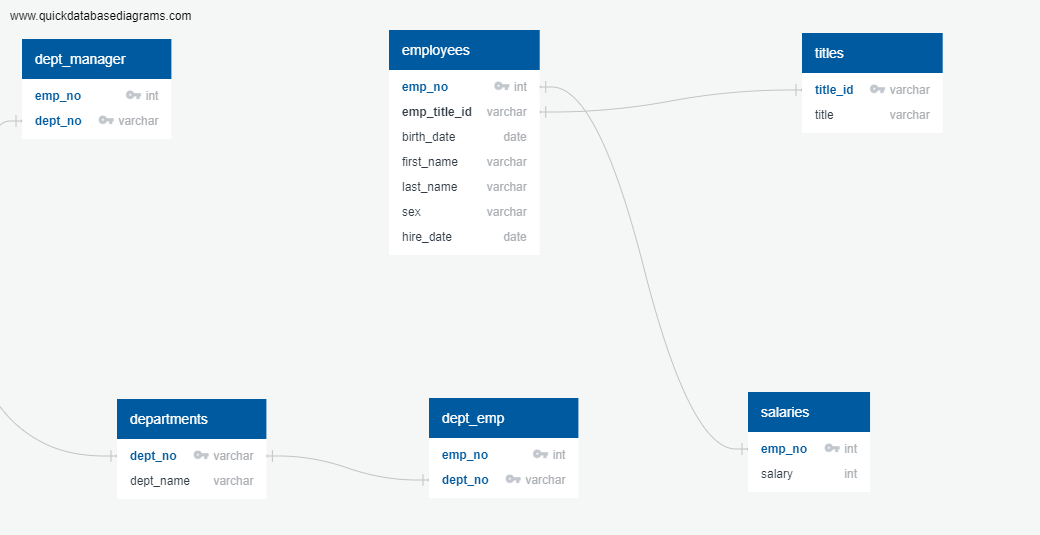 www.quickdatabasediagrams.com
dept_manager
emp_no int
dept_no varchar
employees
emp_no int
emp_title_id varchar
birth_date date
first_name varchar
last_name varchar
sex varchar
hire_date date
titles
title_id varchar
title varchar
departments
dept_no varchar
dept_name varchar
dept_emp
emp_no int
dept_no varchar
salaries
emp_no int
salary int